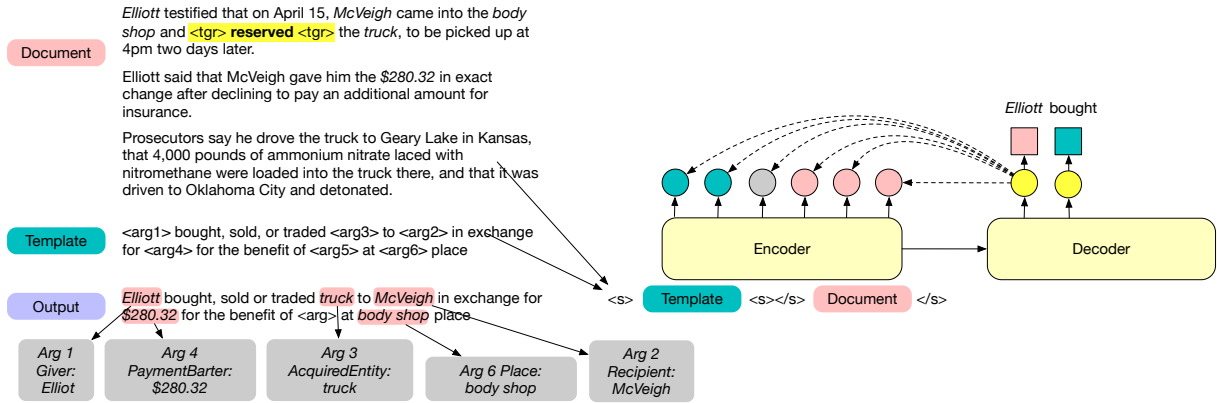 Elliott testified that on April 15, McVeigh came into the body
shop and <tgr> reserved <tgr> the truck, to be picked up at
4pm two days later.
Document
Elliott said that McVeigh gave him the $280.32 in exact
change after declining to pay an additional amount for
insurance.
Prosecutors say he drove the truck to Geary Lake in Kansas,
that 4,000 pounds of ammonium nitrate laced with
nitromethane were loaded into the truck there, and that it was
driven to Oklahoma City and detonated.
Template
<arg1> bought, sold, or traded <arg3> to <arg2> in exchange
for <arg4> for the benefit of <arg5> at <arg6> place
Output
Elliott bought, sold or traded truck to McVeigh in exchange for
$280.32 for the benefit of <arg> at body shop place
Arg 1
Giver:
Elliot
Arg 4
PaymentBarter:
$280.32
Arg 3
AcquiredEntity:
truck
Arg 6 Place:
body shop
Arg 2
Recipient:
McVeigh
Elliott bought
Encoder
Decoder
<s> Template <s></s> Document </s>